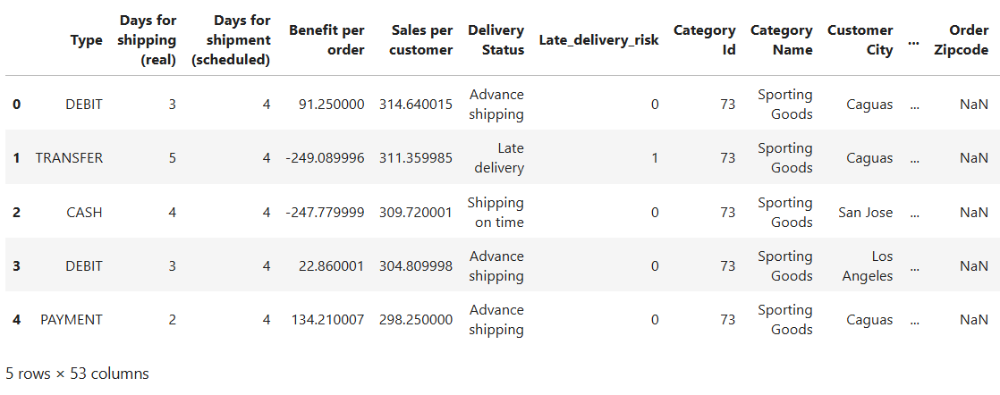 Type Days for shipping (real) Days for shipment (scheduled) Benefit per order Sales per customer Delivery Status Late_delivery_risk Category Id Category Name Customer City ... Order Zipcode
0 DEBIT 3 4 91.250000 314.640015 Advance shipping 0 73 Sporting Goods Caguas ... NaN
1 TRANSFER 5 4 -249.089996 311.359985 Late delivery 1 73 Sporting Goods Caguas ... NaN
2 CASH 4 4 -247.779999 309.720001 Shipping on time 0 73 Sporting Goods San Jose ... NaN
3 DEBIT 3 4 22.860001 304.809998 Advance shipping 0 73 Sporting Goods Los Angeles ... NaN
4 PAYMENT 2 4 134.210007 298.250000 Advance shipping 0 73 Sporting Goods Caguas ... NaN
5 rows × 53 columns